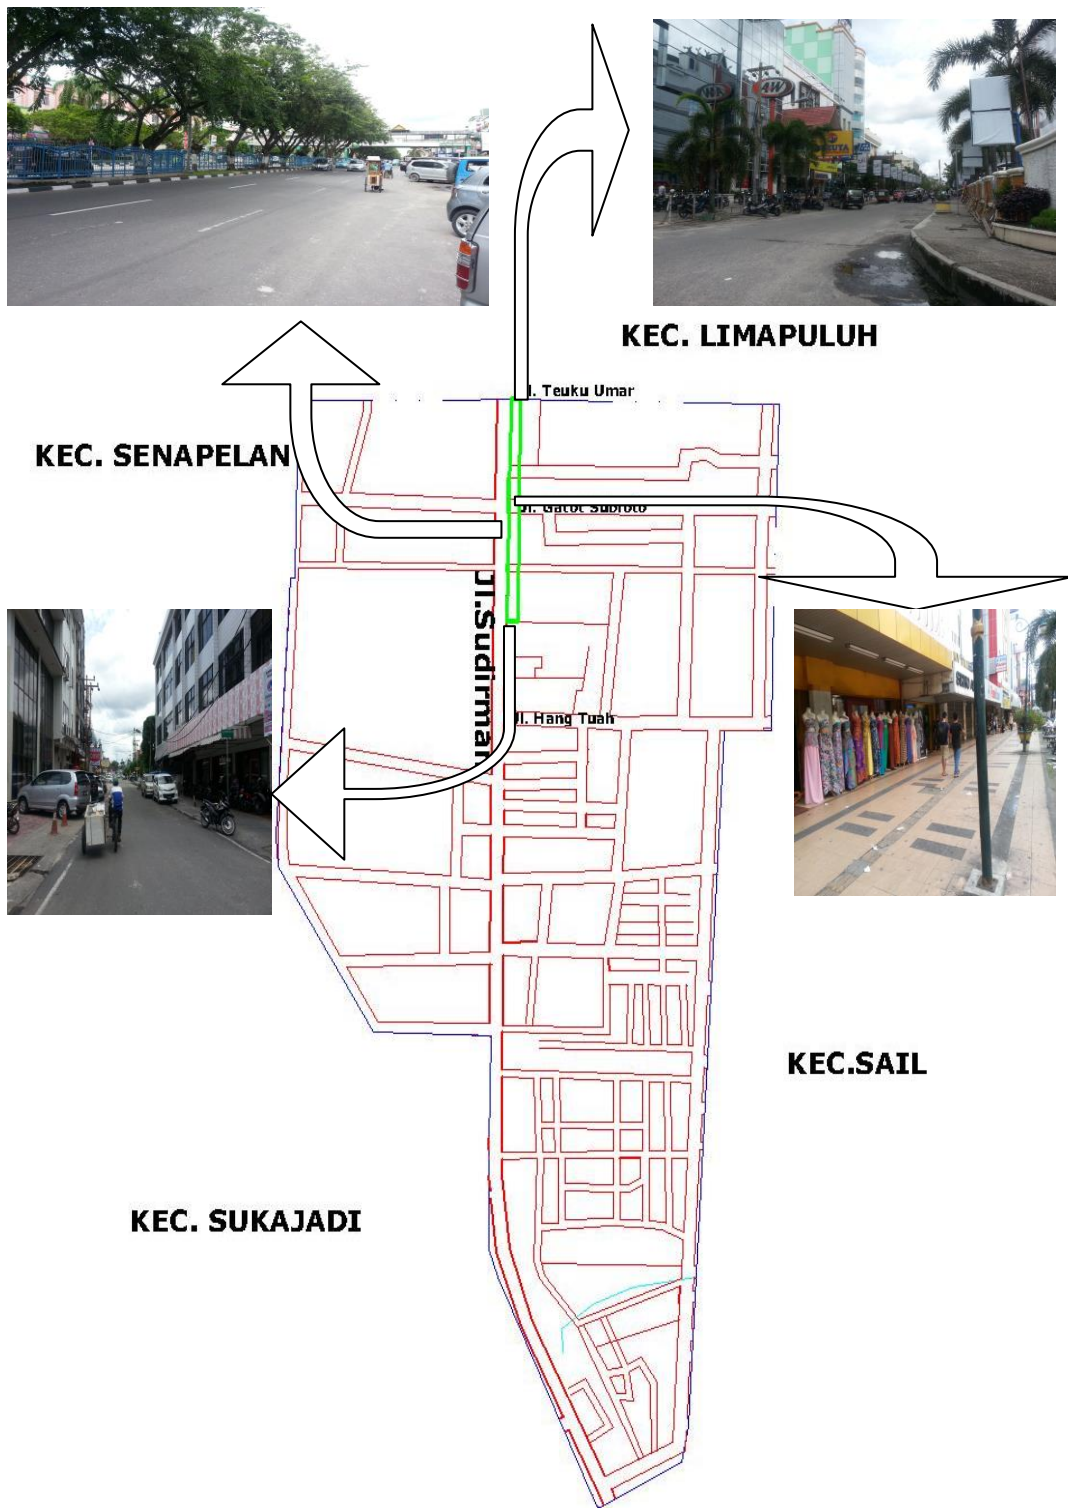 AW
KEC. LIMAPULUH
Jl. Teuku Umar
KEC. SENAPELAN
Jl. Gatot Subroto
Jl.Sudirman
Jl. Hang Tuah
KEC.SAIL
KEC. SUKAJADI